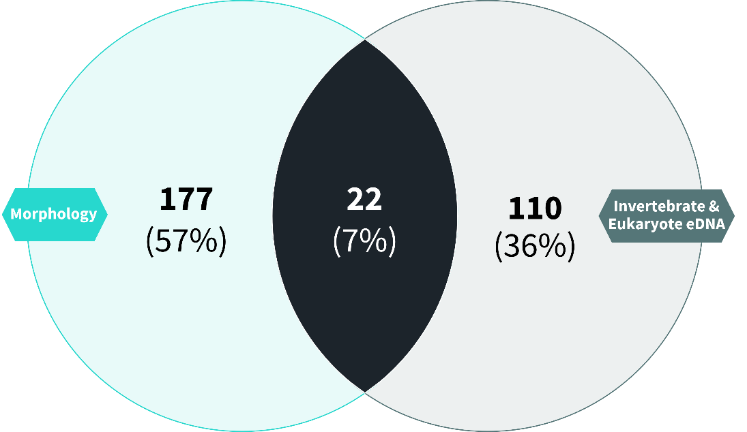 Morphology
177
(57%)
22
(7%)
110
(36%)
Invertebrate &
Eukaryote eDNA